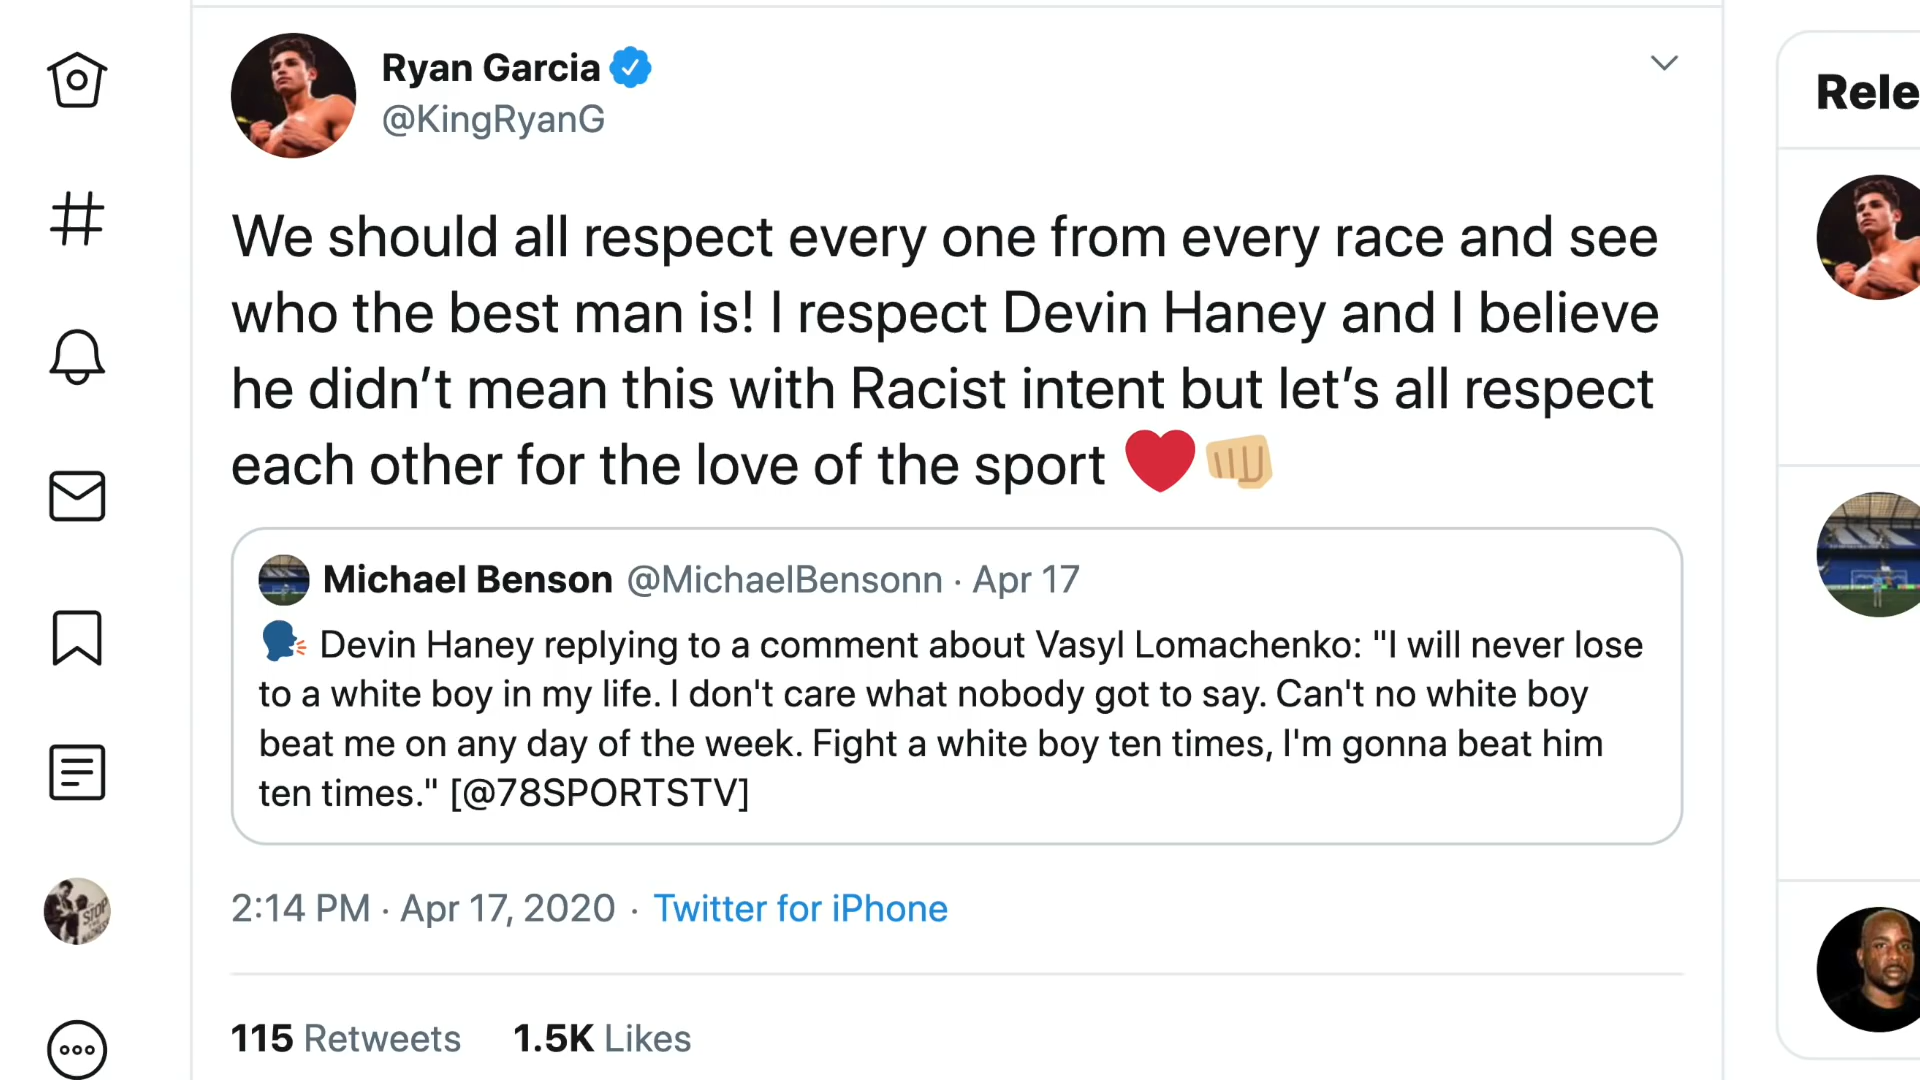 Ryan Garcia
@KingRyanG
We should all respect every one from every race and see
who the best man is! I respect Devin Haney and I believe
he didn’t mean this with Racist intent but let’s all respect
each other for the love of the sport ❤️👊🏼
Michael Benson @MichaelBensonn · Apr 17
🗣 Devin Haney replying to a comment about Vasyl Lomachenko: "I will never lose
to a white boy in my life. I don't care what nobody got to say. Can't no white boy
beat me on any day of the week. Fight a white boy ten times, I'm gonna beat him
ten times." [@78SPORTSTV]
2:14 PM · Apr 17, 2020 · Twitter for iPhone
115 Retweets 1.5K Likes
Rele
STOP